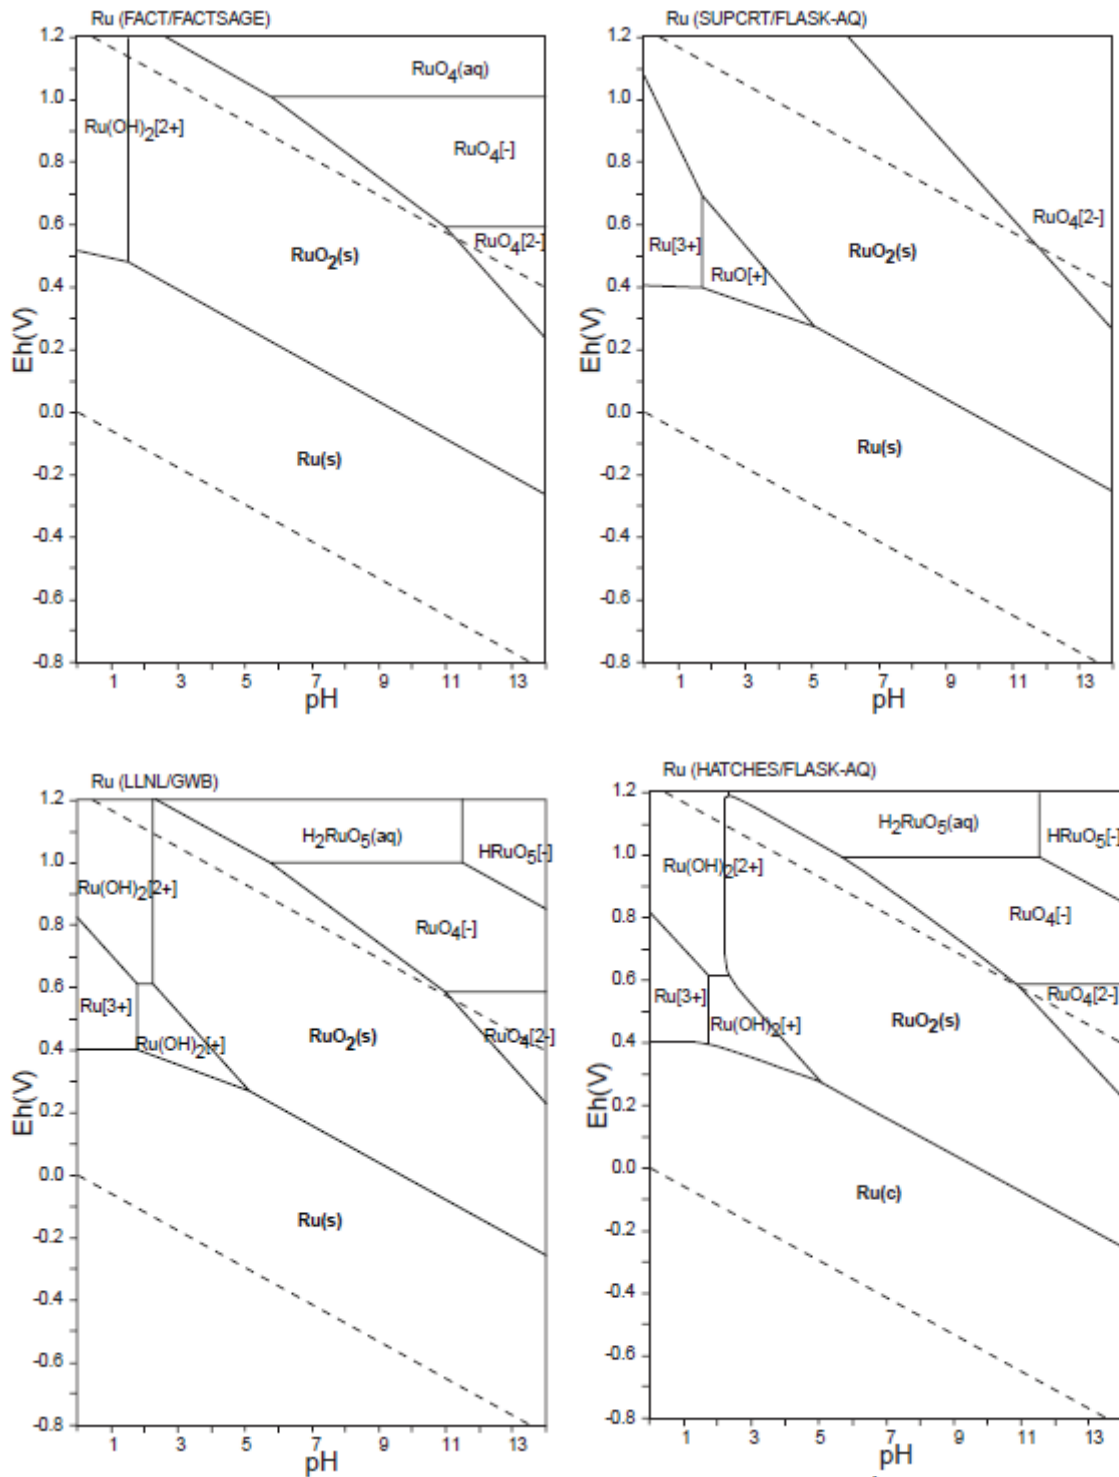 Ru (FACT/FACTSAGE)
1.2
1.0
0.8
0.6
0.4
0.2
0.0
-0.2
-0.4
-0.6
-0.8
Eh(V)
RuO4(aq)
Ru(OH)2[2+]
RuO4[-]
RuO4[2-]
RuO2(s)
Ru(s)
1 3 5 7 9 11 13
pH
Ru (SUPCRT/FLASK-AQ)
1.2
1.0
0.8
0.6
0.4
0.2
0.0
-0.2
-0.4
-0.6
-0.8
Eh(V)
RuO4[2-]
Ru[3+]
RuO[+]
RuO2(s)
Ru(s)
1 3 5 7 9 11 13
pH
Ru (LLNL/GWB)
1.2
1.0
0.8
0.6
0.4
0.2
0.0
-0.2
-0.4
-0.6
-0.8
Eh(V)
H2RuO5(aq)
HRuO5[-]
Ru(OH)2[2+]
RuO4[-]
Ru[3+]
Ru(OH)2[+]
RuO2(s)
RuO4[2-]
Ru(s)
1 3 5 7 9 11 13
pH
Ru (HATCHES/FLASK-AQ)
1.2
1.0
0.8
0.6
0.4
0.2
0.0
-0.2
-0.4
-0.6
-0.8
Eh(V)
H2RuO5(aq)
HRuO5[-]
Ru(OH)2[2+]
RuO4[-]
Ru[3+]
Ru(OH)2[+]
RuO2(s)
RuO4[2-]
Ru(c)
1 3 5 7 9 11 13
pH